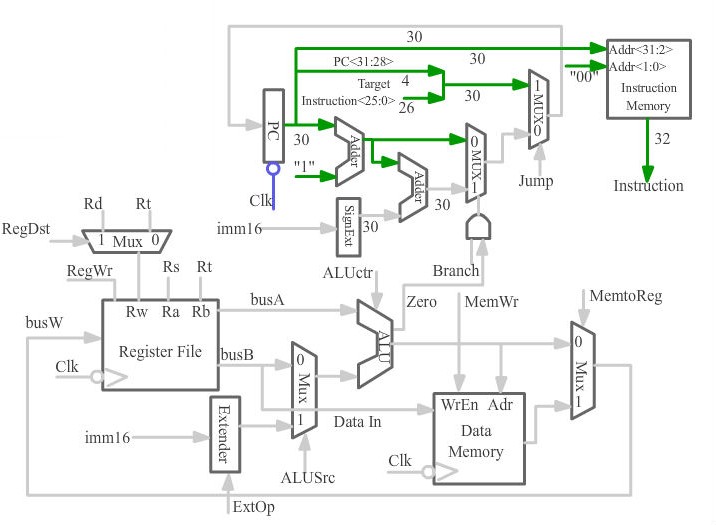 30
30
PC<31:28>
Addr<31:2>
Target
4
"00"
Addr<1:0>
Instruction<25:0>
26
30
1
MUX
0
Instruction
Memory
PC
30
Adder
0
MUX
1
32
"1"
Adder
Jump
Instruction
Clk
30
imm16
SignExt
30
Rd
Rt
RegDst
1 Mux 0
RegWr
Rs
Rt
ALUctr
Branch
busA
Zero
MemWr
MemtoReg
Rw
Ra
Rb
busW
ALU
0
Register File
busB
0
Mux
1
Clk
Mux
1
WrEn
Adr
Data In
imm16
Extender
Data
Memory
Clk
ALUSrc
ExtOp